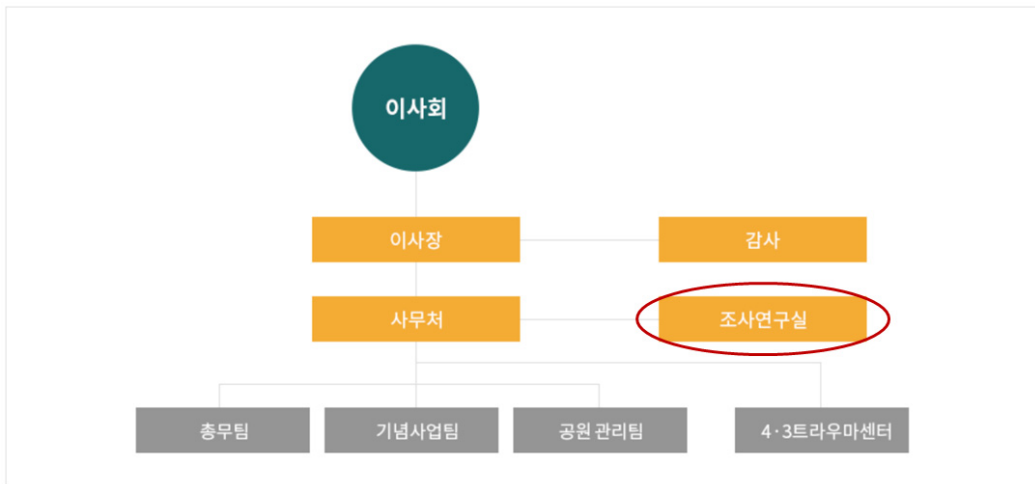 이사회
이사장
감사
사무처
조사연구실
총무팀
기념사업팀
공원 관리팀
4·3트라우마센터